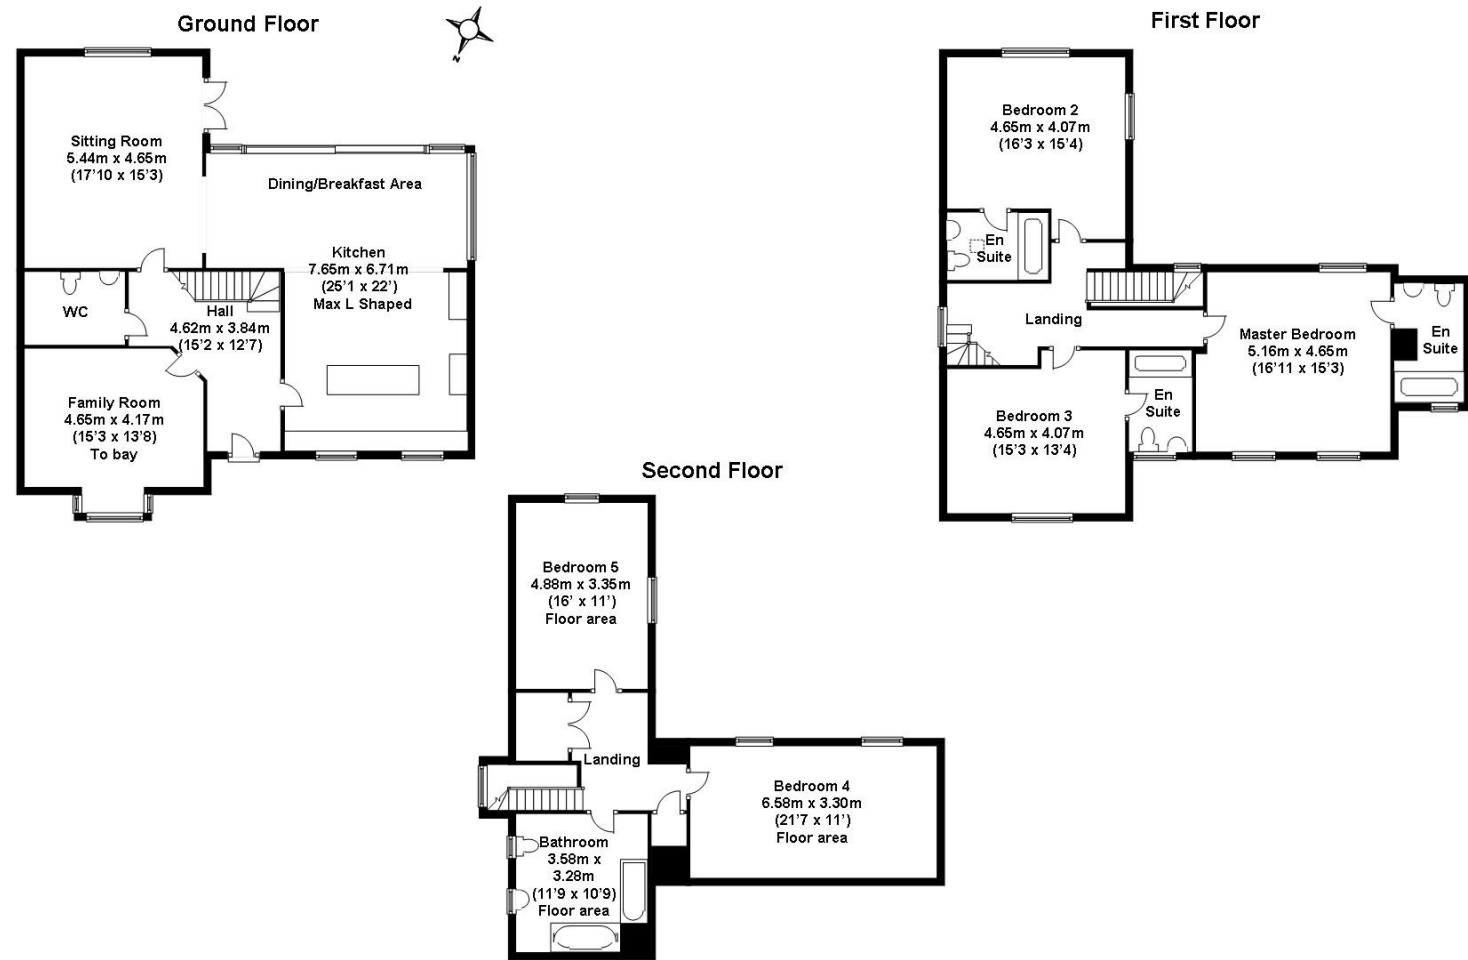 Ground Floor
N
Sitting Room
5.44m x 4.65m
(17'10 x 15'3)
Dining/Breakfast Area
Kitchen
7.65m x 6.71m
(25'1 x 22')
Max L Shaped
WC
Hall
4.62m x 3.84m
(15'2 x 12'7)
Family Room
4.65m x 4.17m
(15'3 x 13'8)
To bay
First Floor
Bedroom 2
4.65m x 4.07m
(16'3 x 15'4)
En
Suite
Landing
Master Bedroom
5.16m x 4.65m
(16'11 x 15'3)
En
Suite
Bedroom 3
4.65m x 4.07m
(15'3 x 13'4)
En
Suite
Second Floor
Bedroom 5
4.88m x 3.35m
(16' x 11')
Floor area
Landing
Bedroom 4
6.58m x 3.30m
(21'7 x 11')
Floor area
Bathroom
3.58m x
3.28m
(11'9 x 10'9)
Floor area